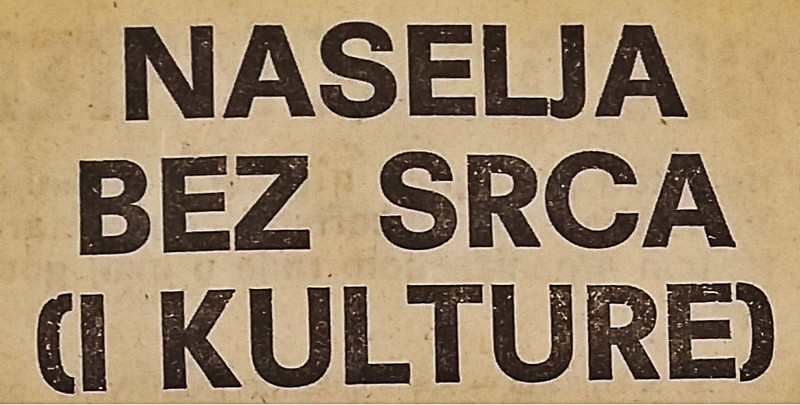 NASELJA
BEZ SRCA
(I KULTURE)